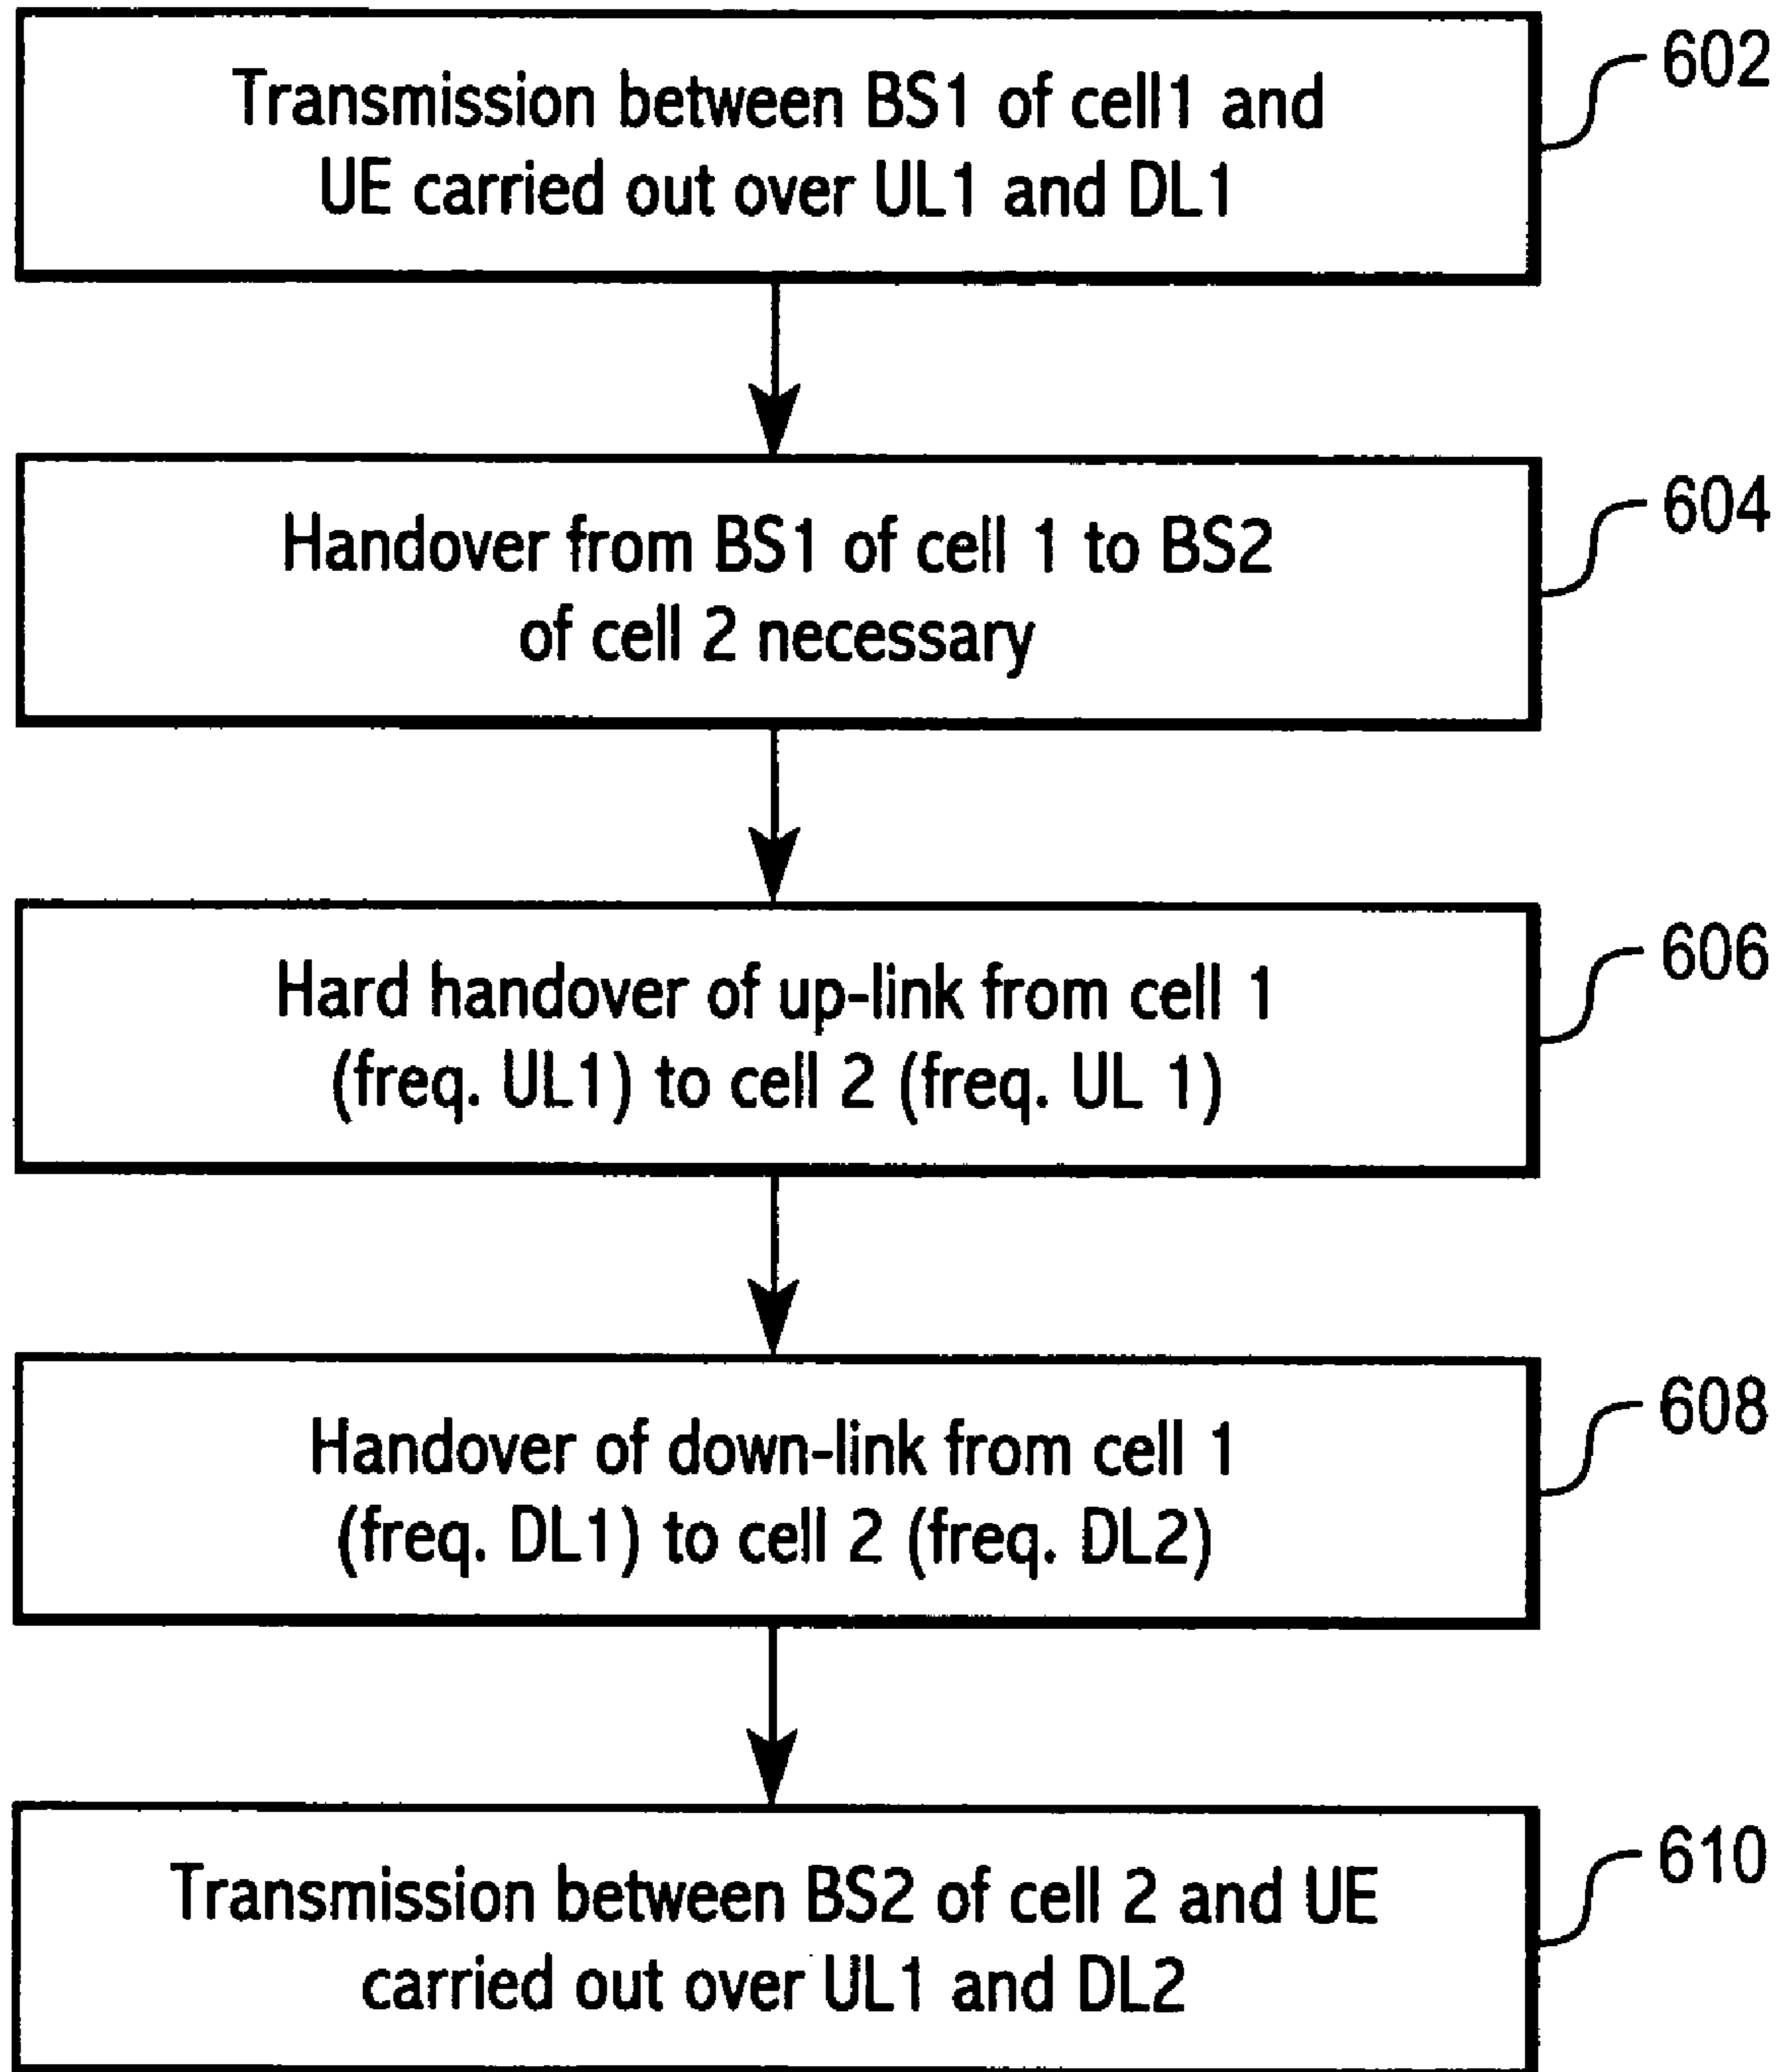 Transmission between BS1 of cell1 and
UE carried out over UL1 and DL1
602
Handover from BS1 of cell 1 to BS2
of cell 2 necessary
604
Hard handover of up-link from cell 1
(freq. UL1) to cell 2 (freq. UL 1)
606
Handover of down-link from cell 1
(freq. DL1) to cell 2 (freq. DL2)
608
Transmission between BS2 of cell 2 and UE
carried out over UL1 and DL2
610